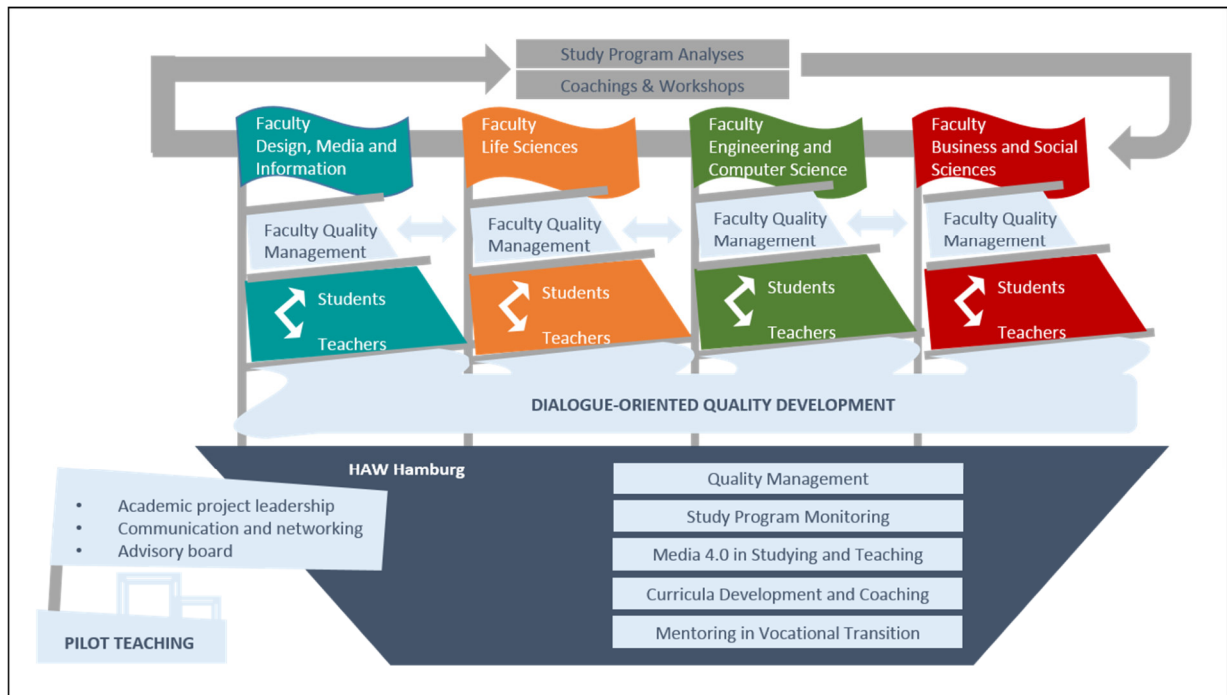 Study Program Analyses
Coachings & Workshops
Faculty
Design, Media and
Information
Faculty
Life Sciences
Faculty
Engineering and
Computer Science
Faculty
Business and Social
Sciences
Faculty Quality
Management
Faculty Quality
Management
Faculty Quality
Management
Faculty Quality
Management
Students
Teachers
Students
Teachers
Students
Teachers
Students
Teachers
DIALOGUE-ORIENTED QUALITY DEVELOPMENT
HAW Hamburg
Quality Management
Study Program Monitoring
Media 4.0 in Studying and Teaching
Curricula Development and Coaching
Mentoring in Vocational Transition
• Academic project leadership
• Communication and networking
• Advisory board
PILOT TEACHING